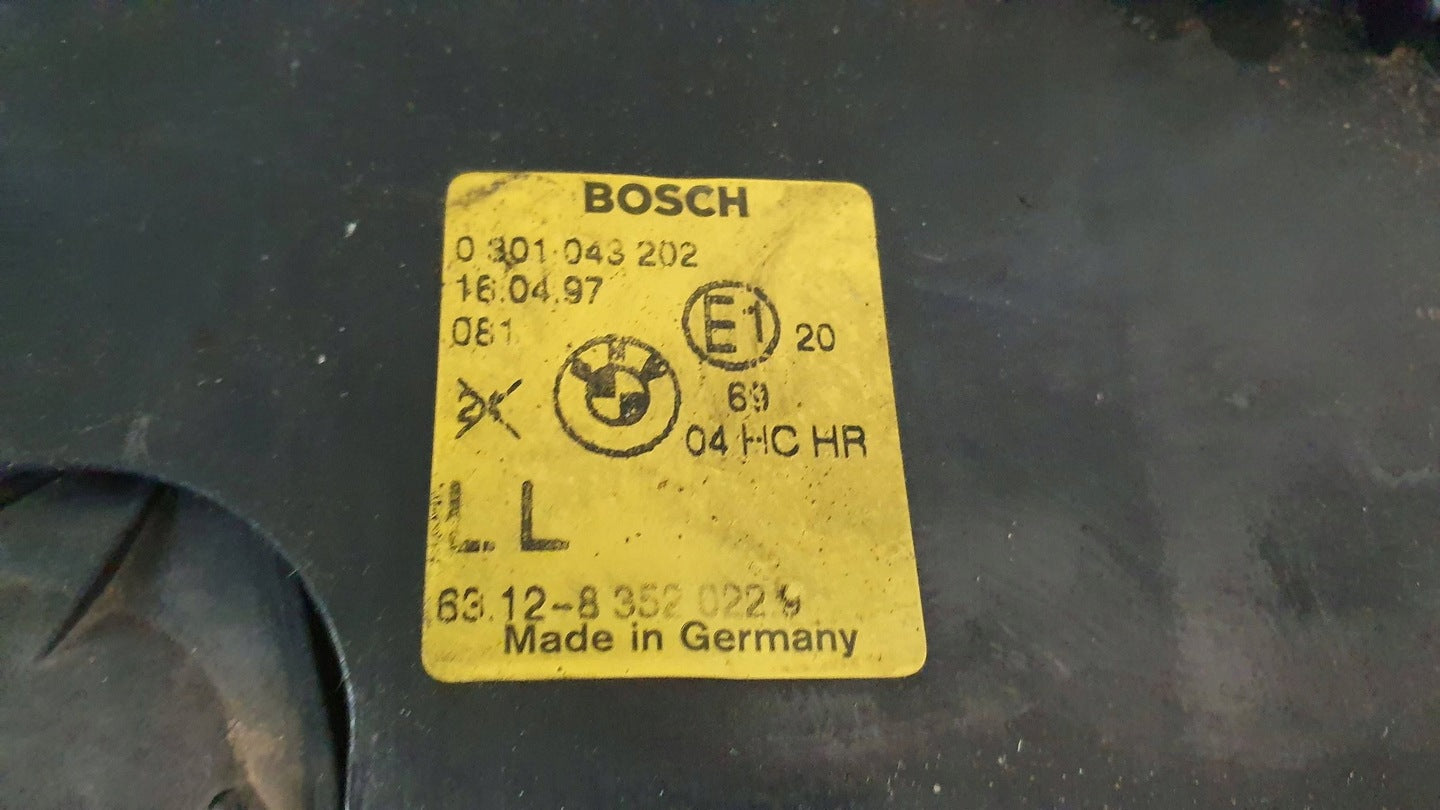 BOSCH
0 301 043 202
16.04.97
081
E1 20
69
04 HC HR
LL
63.12-8 352 022.9
Made in Germany